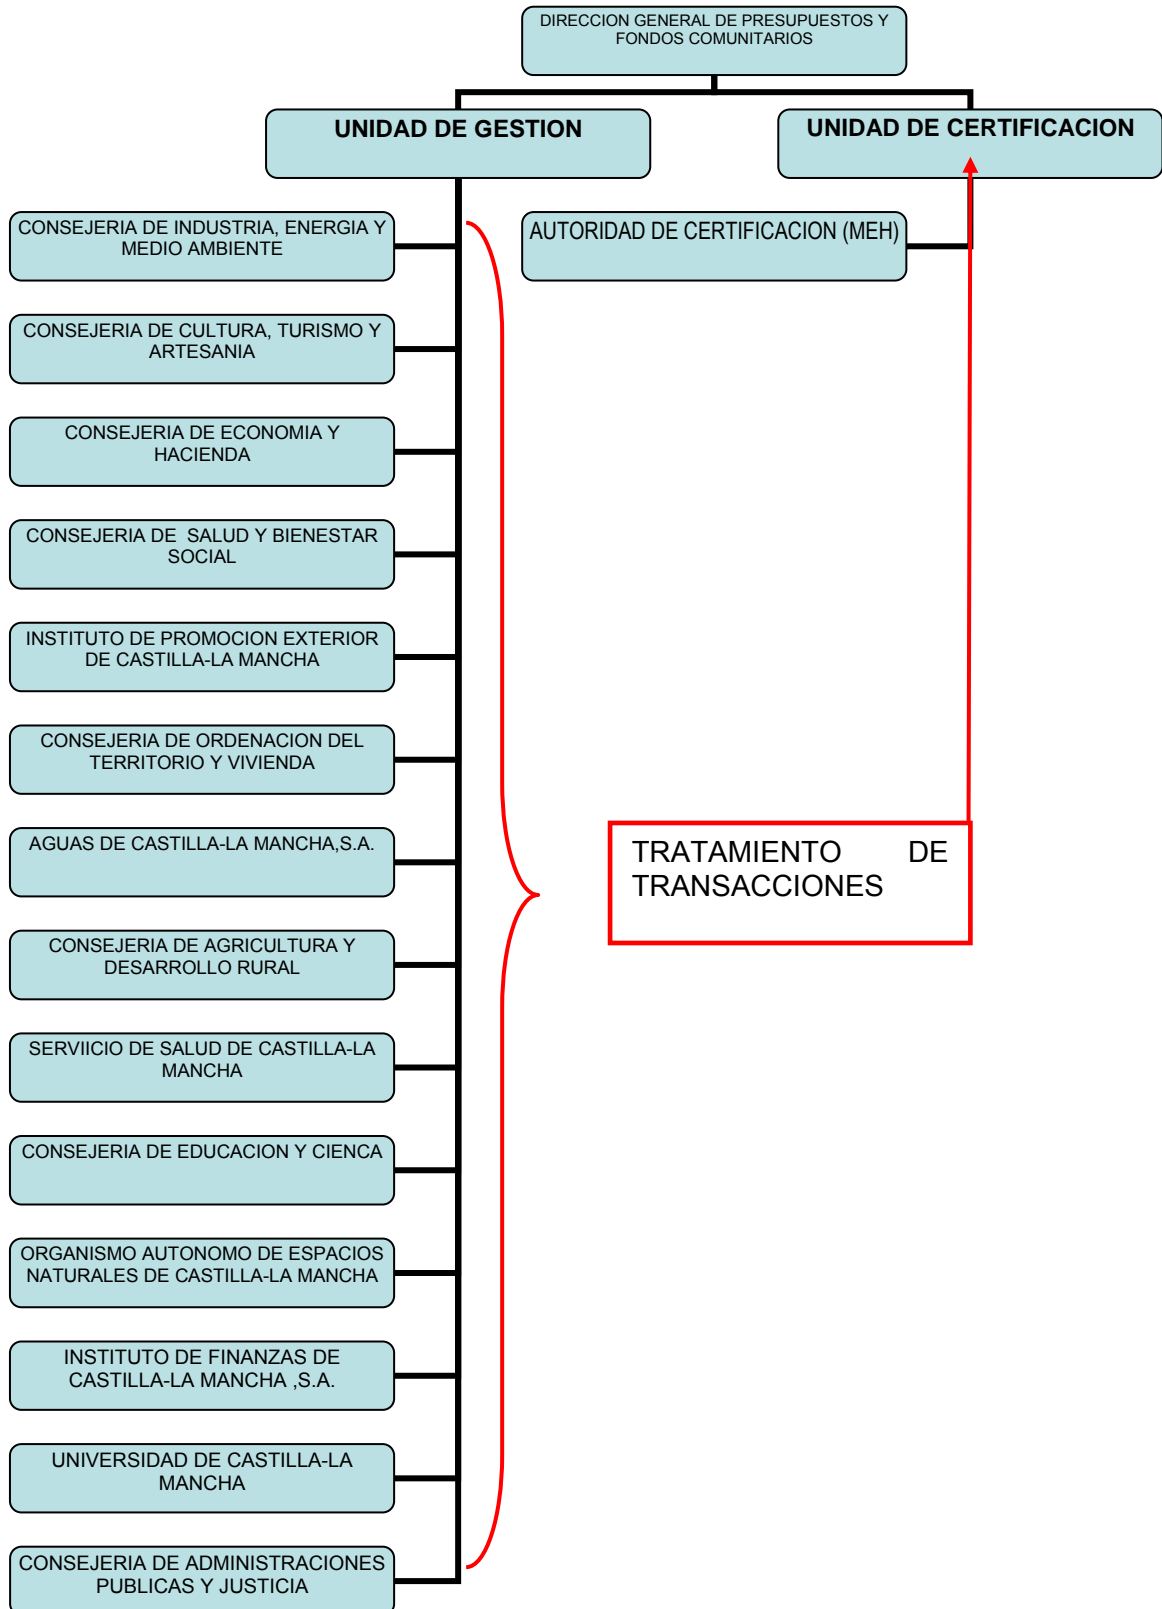 DIRECCION GENERAL DE PRESUPUESTOS Y
FONDOS COMUNITARIOS
UNIDAD DE GESTION
UNIDAD DE CERTIFICACION
CONSEJERIA DE INDUSTRIA, ENERGIA Y
MEDIO AMBIENTE
AUTORIDAD DE CERTIFICACION (MEH)
CONSEJERIA DE CULTURA, TURISMO Y
ARTESANIA
CONSEJERIA DE ECONOMIA Y
HACIENDA
CONSEJERIA DE SALUD Y BIENESTAR
SOCIAL
INSTITUTO DE PROMOCION EXTERIOR
DE CASTILLA-LA MANCHA
CONSEJERIA DE ORDENACION DEL
TERRITORIO Y VIVIENDA
AGUAS DE CASTILLA-LA MANCHA,S.A.
TRATAMIENTO DE
TRANSACCIONES
CONSEJERIA DE AGRICULTURA Y
DESARROLLO RURAL
SERVIICIO DE SALUD DE CASTILLA-LA
MANCHA
CONSEJERIA DE EDUCACION Y CIENCA
ORGANISMO AUTONOMO DE ESPACIOS
NATURALES DE CASTILLA-LA MANCHA
INSTITUTO DE FINANZAS DE
CASTILLA-LA MANCHA ,S.A.
UNIVERSIDAD DE CASTILLA-LA
MANCHA
CONSEJERIA DE ADMINISTRACIONES
PUBLICAS Y JUSTICIA